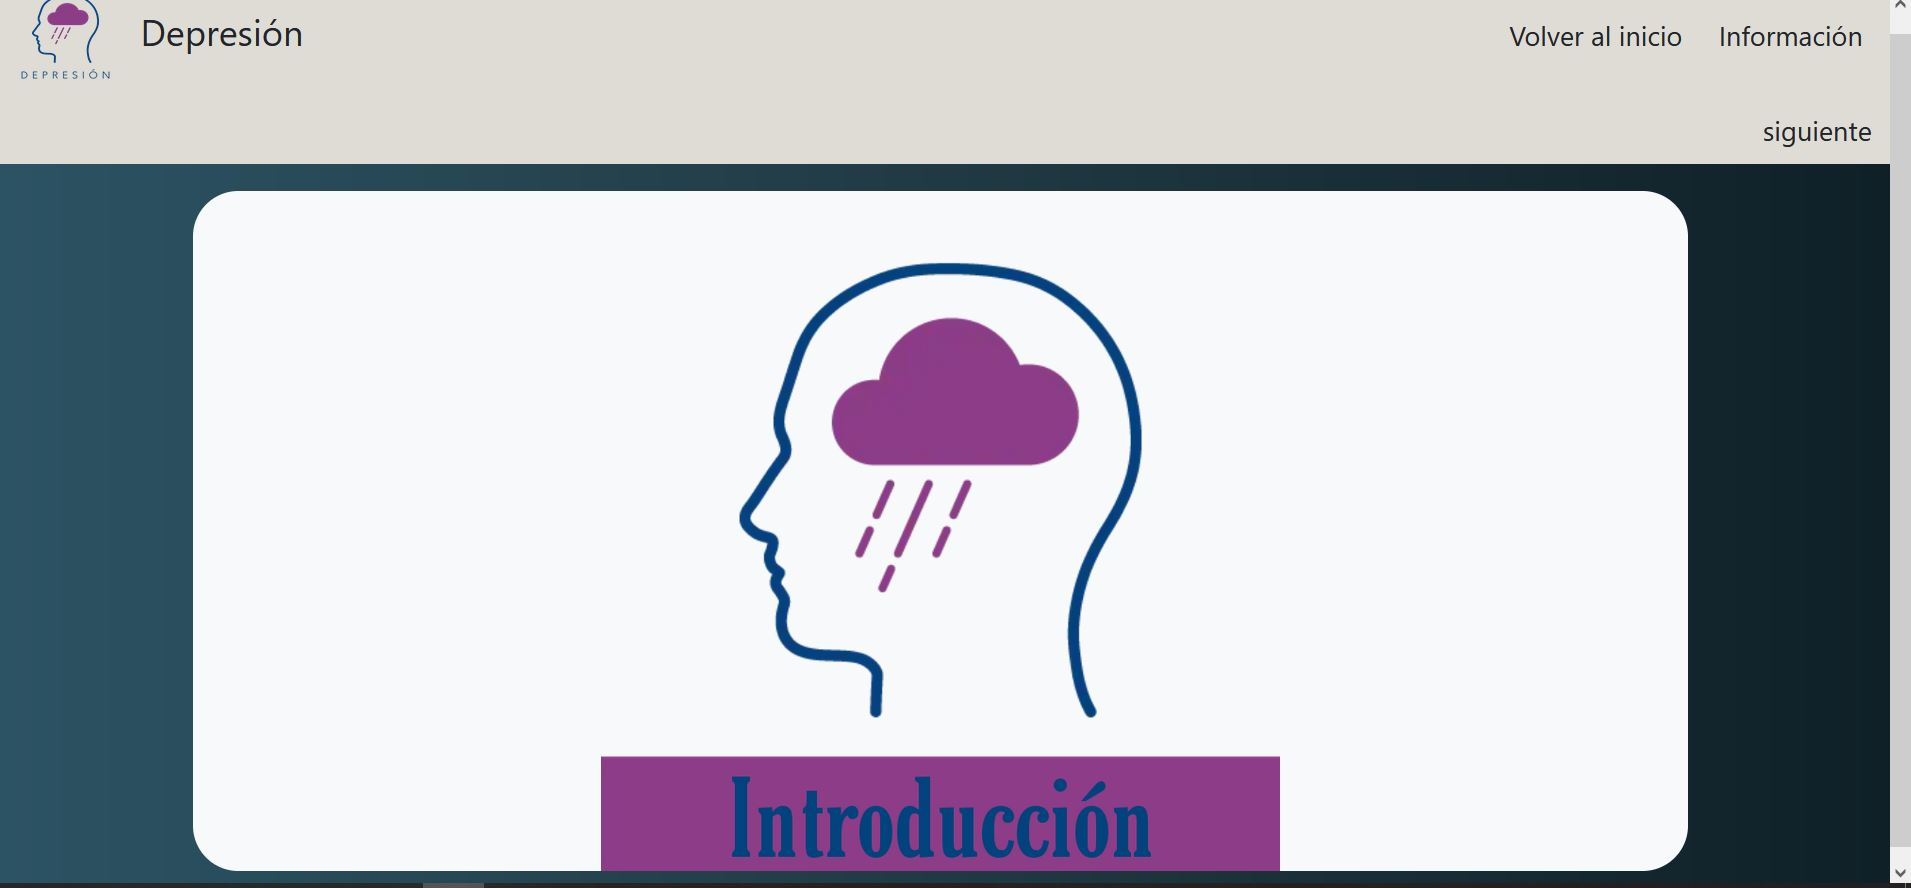 Depresión
Volver al inicio
Información
DEPRESIÓN
siguiente
Introducción